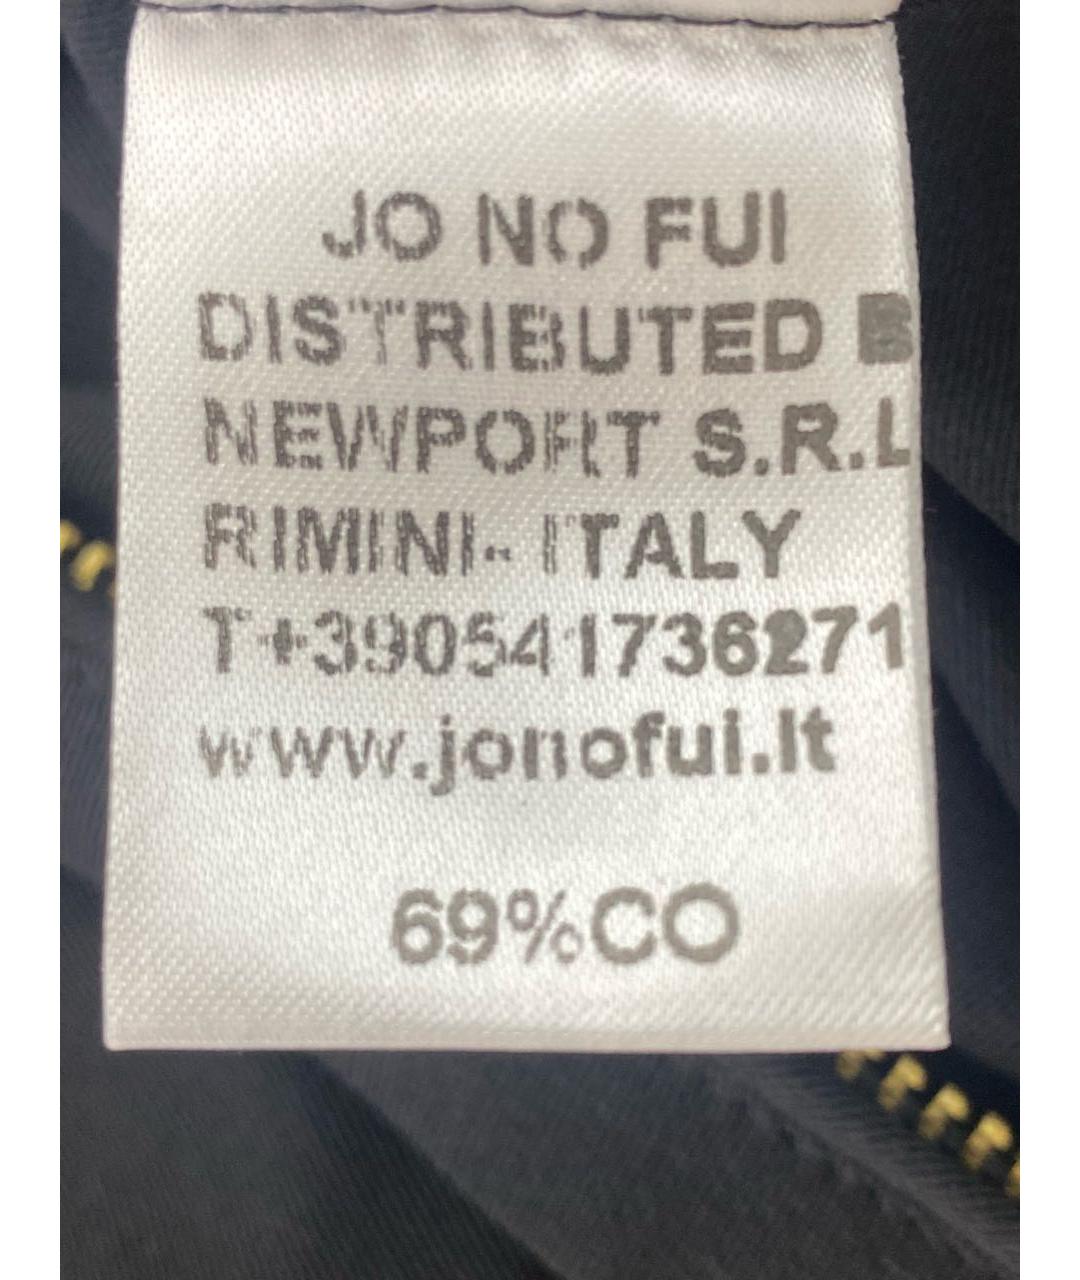 JO NO FUI
DISTRIBUTED B
NEWPORT S.R.L
RIMINI- ITALY
T+390541736271
www.jonofui.It
69%CO